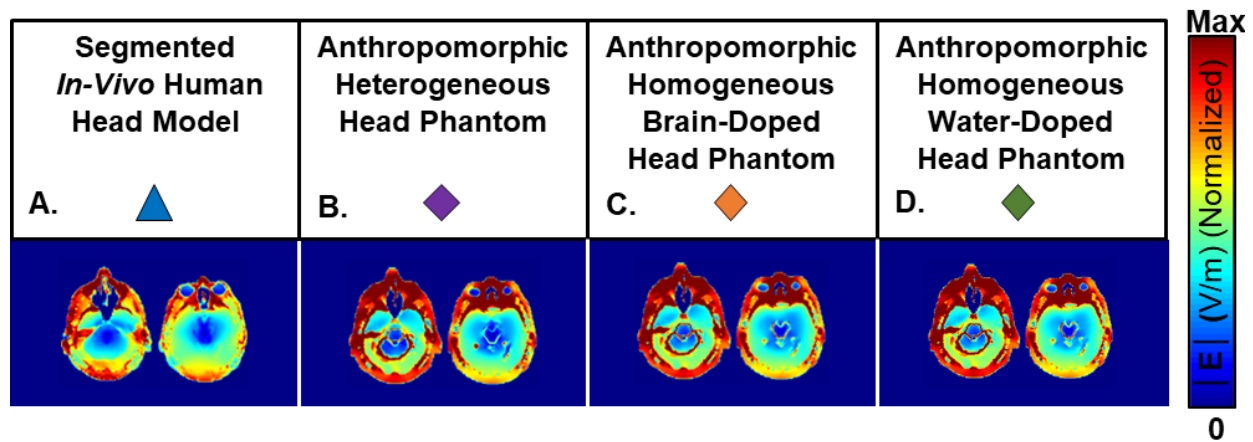 Segmented
In-Vivo Human
Head Model
A.
Anthropomorphic
Heterogeneous
Head Phantom
B.
Anthropomorphic
Homogeneous
Brain-Doped
Head Phantom
C.
Anthropomorphic
Homogeneous
Water-Doped
Head Phantom
D.
Max
|E| (V/m) (Normalized)
0